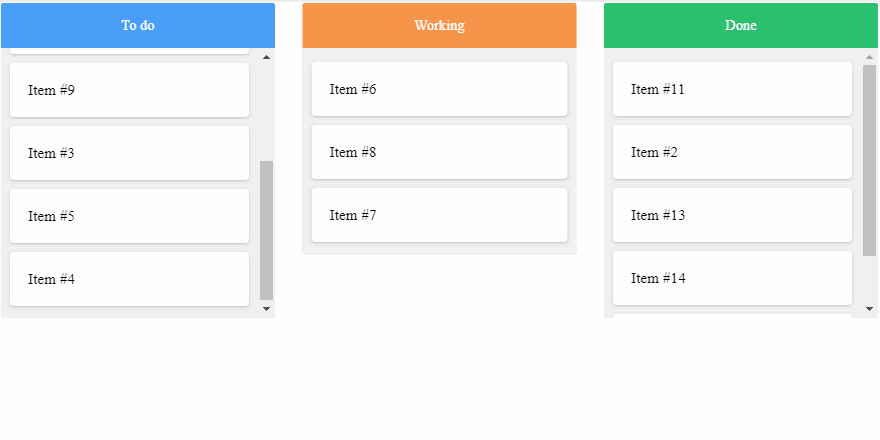 To do
Item #9
Item #3
Item #5
Item #4
Working
Item #6
Item #8
Item #7
Done
Item #11
Item #2
Item #13
Item #14